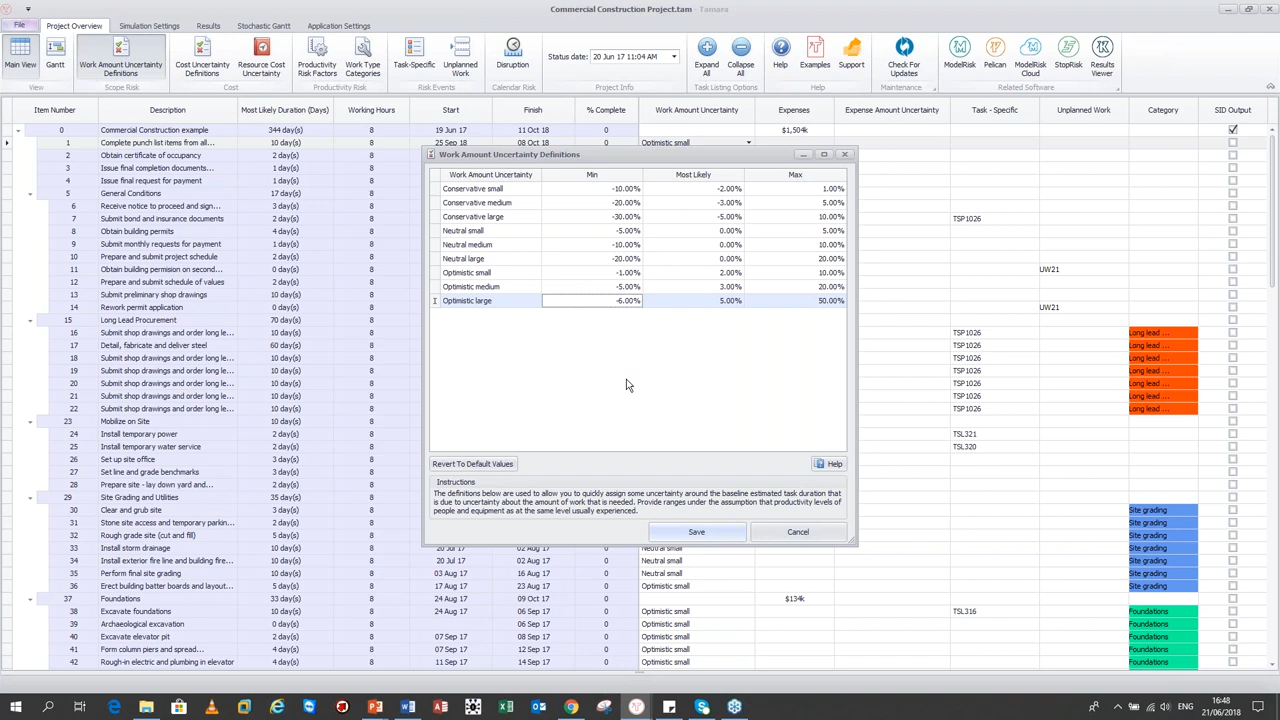 Commercial Construction Project.tam - Tamara
File Project Overview Simulation Settings Results Stochastic Gantt Application Settings
Main View Gantt Work Amount Uncertainty Definitions Cost Uncertainty Definitions Resource Cost Uncertainty Productivity Risk Factors Work Type Categories Task-Specific Unplanned Work Disruption Status date: 20 Jun 17 11:04 AM Expand All Collapse All Help Examples Support Check For Updates ModelRisk Pelican ModelRisk Cloud StopRisk Results Viewer
View Scope Risk Cost Productivity Risk Risk Events Calendar Risk Project Info Task Listing Options Help Maintenance Related Software
Item Number Description Most Likely Duration (Days) Working Hours Start Finish % Complete Work Amount Uncertainty Expenses Expense Amount Uncertainty Task - Specific Unplanned Work Category SID Output
0 Commercial Construction example 344 day(s) 8 19 Jun 17 11 Oct 18 0 $1,504k
1 Complete punch list items from all... 10 day(s) 8 25 Sep 18 08 Oct 18 0 Optimistic small
2 Obtain certificate of occupancy 2 day(s) 8
3 Issue final completion documents... 2 day(s) 8
4 Issue final request for payment 1 day(s) 8
5 General Conditions 17 day(s) 8
6 Receive notice to proceed and sign... 3 day(s) 8
7 Submit bond and insurance documents 2 day(s) 8 TSP1026
8 Obtain building permits 4 day(s) 8
9 Submit monthly requests for payment 1 day(s) 8
10 Prepare and submit project schedule 2 day(s) 8
11 Obtain building permision on second... 0 day(s) 8 UW21
12 Prepare and submit schedule of values 2 day(s) 8
13 Submit preliminary shop drawings 2 day(s) 8
14 Rework permit application 0 day(s) 8 UW21
15 Long Lead Procurement 70 day(s) 8
16 Submit shop drawings and order long le... 2 day(s) 8 TSP1026 Long lead ...
17 Detail, fabricate and deliver steel 60 day(s) 8 TSP1026 Long lead ...
18 Submit shop drawings and order long le... 2 day(s) 8 TSP1026 Long lead ...
19 Submit shop drawings and order long le... 2 day(s) 8 TSP1026 Long lead ...
20 Submit shop drawings and order long le... 2 day(s) 8 TSP1026 Long lead ...
21 Submit shop drawings and order long le... 2 day(s) 8 TSP1026 Long lead ...
22 Submit shop drawings and order long le... 2 day(s) 8 TSP1026 Long lead ...
23 Mobilize on Site 10 day(s) 8
24 Install temporary power 2 day(s) 8 TSL321
25 Install temporary water service 2 day(s) 8 TSL320
26 Set up site office 3 day(s) 8
27 Set line and grade benchmarks 3 day(s) 8
28 Prepare site - lay down yard and... 2 day(s) 8
29 Site Grading and Utilities 35 day(s) 8
30 Clear and grub site 3 day(s) 8 Site grading
31 Stone site access and temporary parkin... 2 day(s) 8 Site grading
32 Rough grade site (cut and fill) 5 day(s) 8 Site grading
33 Install storm drainage 10 day(s) 8 20 Jul 17 02 Aug 17 0 Neutral small Site grading
34 Install exterior fire line and building fire... 10 day(s) 8 20 Jul 17 02 Aug 17 0 Neutral small Site grading
35 Perform final site grading 10 day(s) 8 03 Aug 17 16 Aug 17 0 Neutral small Site grading
36 Erect building batter boards and layout... 5 day(s) 8 17 Aug 17 23 Aug 17 0 Optimistic small Site grading
37 Foundations 33 day(s) 8 24 Aug 17 09 Oct 17 0 $134k
38 Excavate foundations 10 day(s) 8 24 Aug 17 06 Sep 17 0 Optimistic small TSL316 Foundations
39 Archaeological excavation 0 day(s) 8 06 Sep 17 0 Optimistic small Foundations
40 Excavate elevator pit 2 day(s) 8 07 Sep 17 08 Sep 17 0 Optimistic small Foundations
41 Form column piers and spread... 4 day(s) 8 07 Sep 17 12 Sep 17 0 Optimistic small Foundations
42 Rough-in electric and plumbing in elevator 4 day(s) 8 11 Sep 17 14 Sep 17 0 Optimistic small Foundations
Work Amount Uncertainty Definitions
Work Amount Uncertainty Min Most Likely Max
Conservative small -10.00% -2.00% 1.00%
Conservative medium -20.00% -3.00% 5.00%
Conservative large -30.00% -5.00% 10.00%
Neutral small -5.00% 0.00% 5.00%
Neutral medium -10.00% 0.00% 10.00%
Neutral large -20.00% 0.00% 20.00%
Optimistic small -1.00% 2.00% 10.00%
Optimistic medium -5.00% 3.00% 20.00%
Optimistic large -6.00% 5.00% 50.00%
Revert To Default Values Help
Instructions
The definitions below are used to allow you to quickly assign some uncertainty around the baseline estimated task duration that
is due to uncertainty about the amount of work that is needed. Provide ranges under the assumption that productivity levels of
people and equipment as at the same level usually experienced.
Save Cancel
16:48
21/06/2018